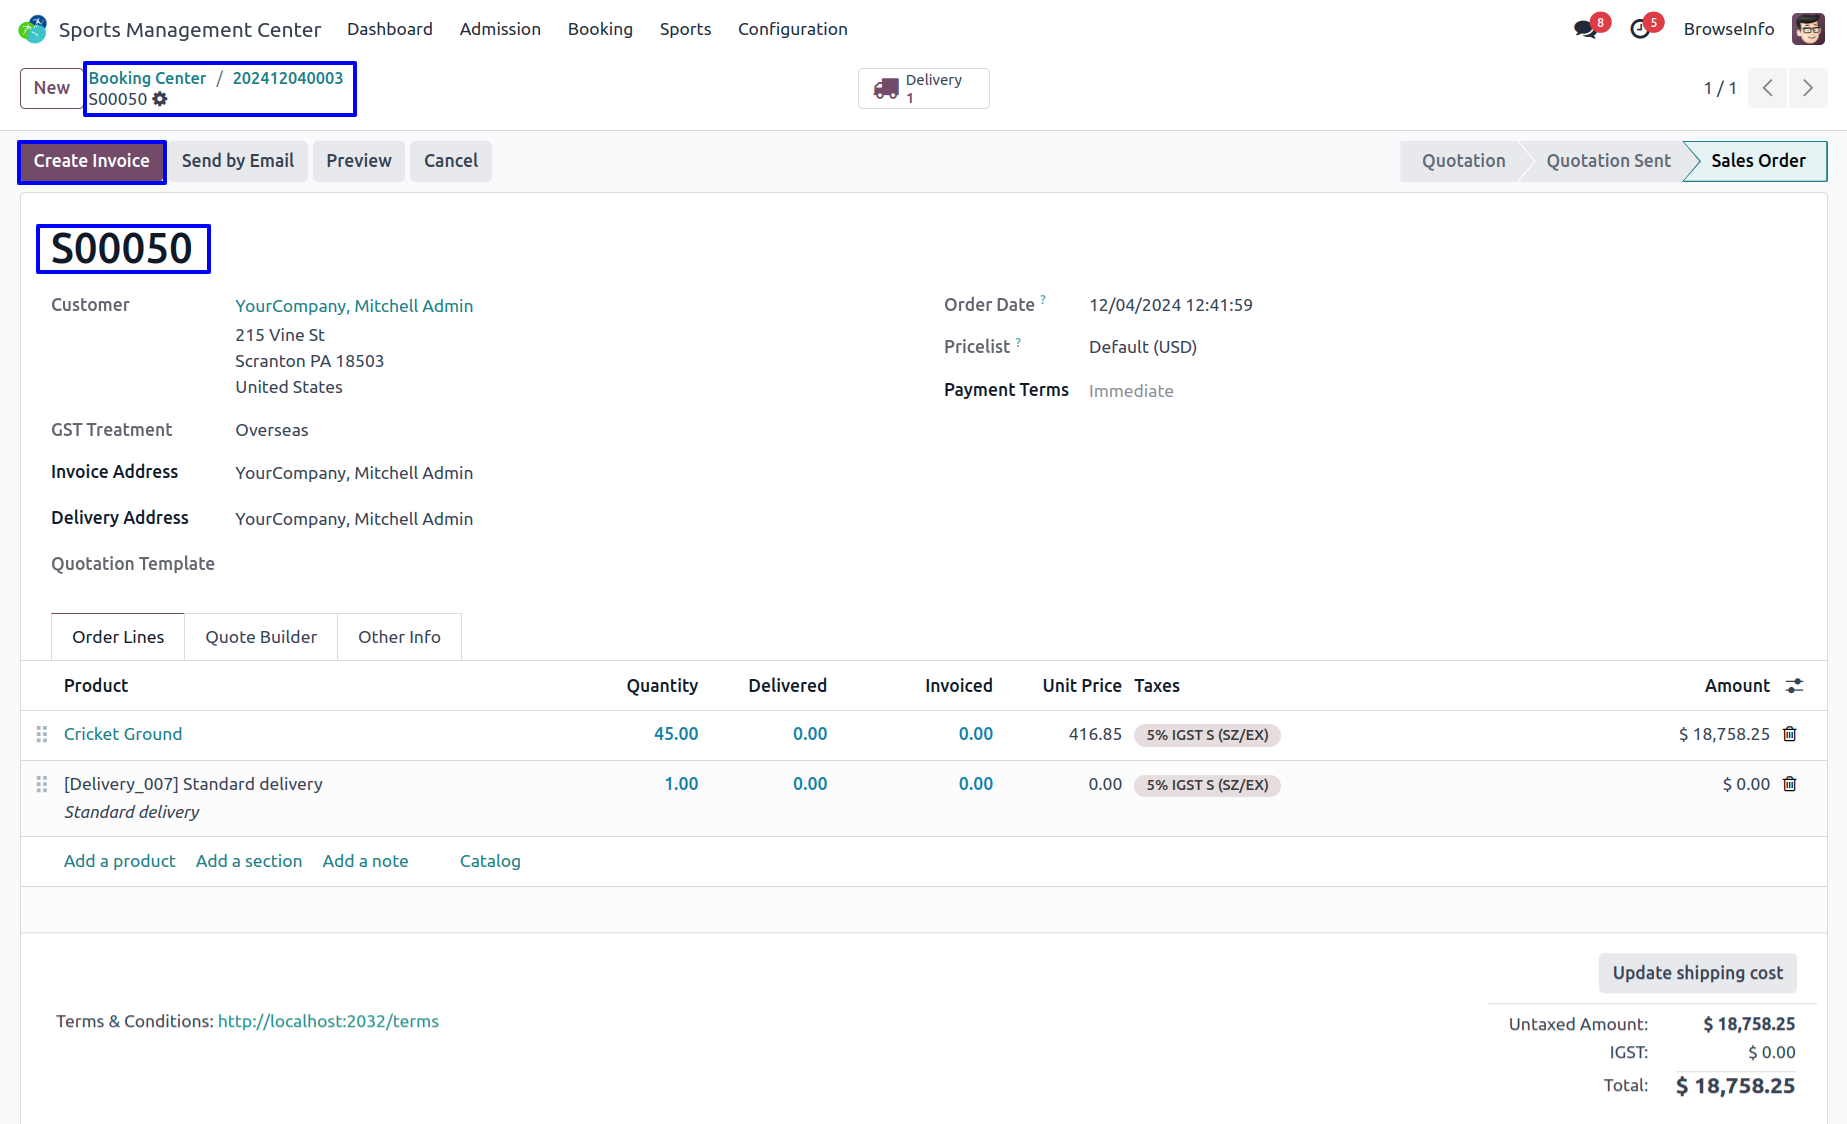 Sports Management Center Dashboard Admission Booking Sports Configuration 8 5 BrowseInfo
New Booking Center / 202412040003
S00050
Delivery
1
1 / 1
Create Invoice Send by Email Preview Cancel Quotation Quotation Sent Sales Order
S00050
Customer YourCompany, Mitchell Admin
215 Vine St
Scranton PA 18503
United States
Order Date ? 12/04/2024 12:41:59
Pricelist ? Default (USD)
Payment Terms Immediate
GST Treatment Overseas
Invoice Address YourCompany, Mitchell Admin
Delivery Address YourCompany, Mitchell Admin
Quotation Template
Order Lines Quote Builder Other Info
Product Quantity Delivered Invoiced Unit Price Taxes Amount
Cricket Ground 45.00 0.00 0.00 416.85 5% IGST S (SZ/EX) $ 18,758.25
[Delivery_007] Standard delivery 1.00 0.00 0.00 0.00 5% IGST S (SZ/EX) $ 0.00
Standard delivery
Add a product Add a section Add a note Catalog
Update shipping cost
Terms & Conditions: http://localhost:2032/terms
Untaxed Amount: $ 18,758.25
IGST: $ 0.00
Total: $ 18,758.25